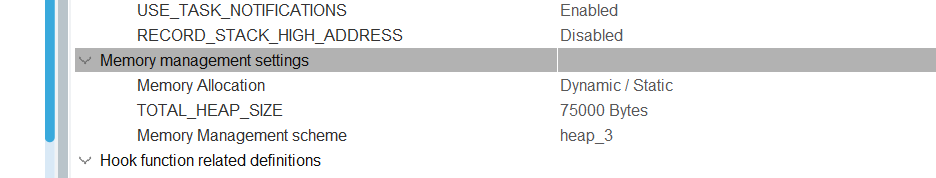 USE_TASK_NOTIFICATIONS Enabled
RECORD_STACK_HIGH_ADDRESS Disabled
Memory management settings
Memory Allocation Dynamic / Static
TOTAL_HEAP_SIZE 75000 Bytes
Memory Management scheme heap_3
Hook function related definitions